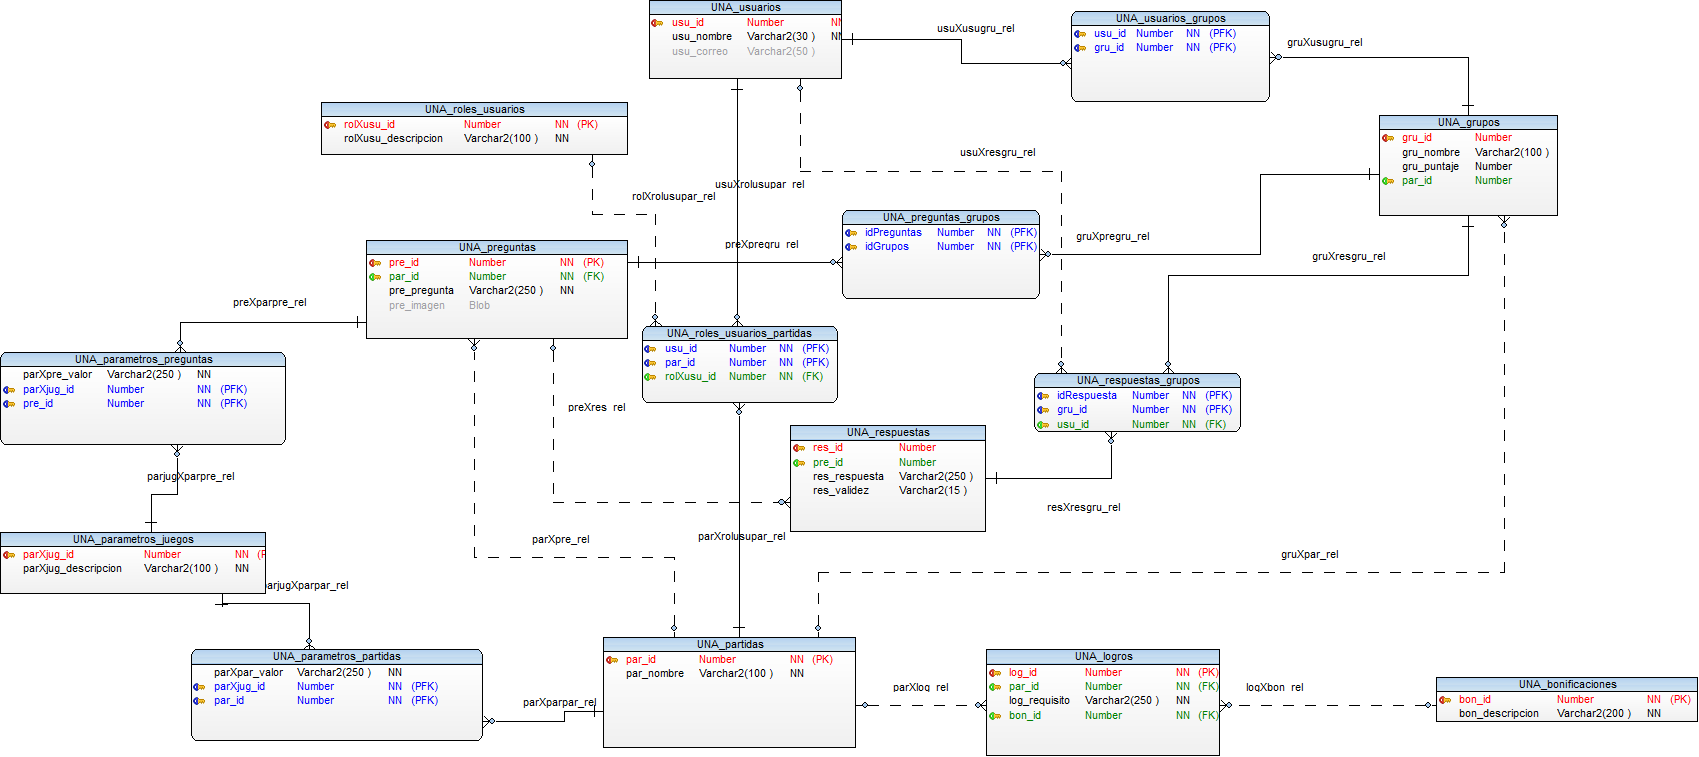 UNA_usuarios
usu_id Number NN
usu_nombre Varchar2(30 ) NN
usu_correo Varchar2(50 )
usuXusugru_rel
UNA_usuarios_grupos
usu_id Number NN (PFK)
gru_id Number NN (PFK)
gruXusugru_rel
UNA_roles_usuarios
rolXusu_id Number NN (PK)
rolXusu_descripcion Varchar2(100 ) NN
UNA_grupos
gru_id Number
gru_nombre Varchar2(100 )
gru_puntaje Number
par_id Number
usuXresgru_rel
usuXrolusupar_rel
rolXrolusupar_rel
UNA_preguntas_grupos
idPreguntas Number NN (PFK)
idGrupos Number NN (PFK)
gruXpregru_rel
preXpregru_rel
gruXresgru_rel
UNA_preguntas
pre_id Number NN (PK)
par_id Number NN (FK)
pre_pregunta Varchar2(250 ) NN
pre_imagen Blob
preXparpre_rel
UNA_roles_usuarios_partidas
usu_id Number NN (PFK)
par_id Number NN (PFK)
rolXusu_id Number NN (FK)
UNA_parametros_preguntas
parXpre_valor Varchar2(250 ) NN
parXjug_id Number NN (PFK)
pre_id Number NN (PFK)
UNA_respuestas_grupos
idRespuesta Number NN (PFK)
gru_id Number NN (PFK)
usu_id Number NN (FK)
preXres_rel
UNA_respuestas
res_id Number
pre_id Number
res_respuesta Varchar2(250 )
res_validez Varchar2(15 )
parjugXparpre_rel
resXresgru_rel
parXpre_rel
parXrolusupar_rel
gruXpar_rel
UNA_parametros_juegos
parXjug_id Number NN (P
parXjug_descripcion Varchar2(100 ) NN
arjugXparpar_rel
UNA_parametros_partidas
parXpar_valor Varchar2(250 ) NN
parXjug_id Number NN (PFK)
par_id Number NN (PFK)
parXparpar_rel
UNA_partidas
par_id Number NN (PK)
par_nombre Varchar2(100 ) NN
parXlog_rel
UNA_logros
log_id Number NN (PK)
par_id Number NN (FK)
log_requisito Varchar2(250 ) NN
bon_id Number NN (FK)
logXbon_rel
UNA_bonificaciones
bon_id Number NN (PK)
bon_descripcion Varchar2(200 ) NN